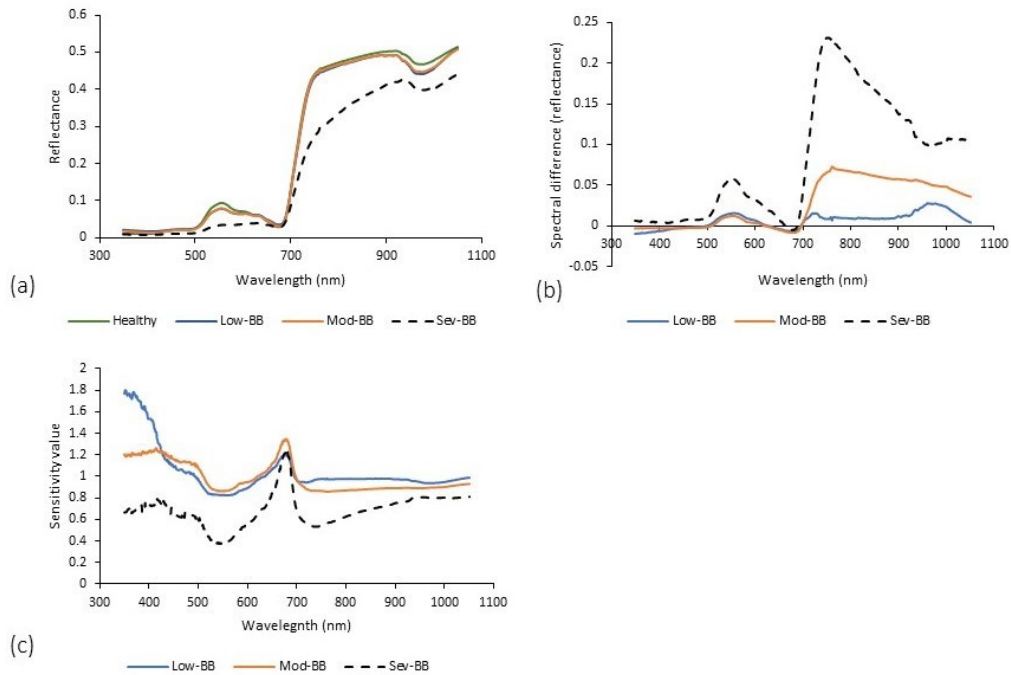 Reflectance
0.6
0.5
0.4
0.3
0.2
0.1
0
300 500 700 900 1100
Wavelength (nm)
(a)
Healthy Low-BB Mod-BB Sev-BB
Spectral difference (reflectance)
0.25
0.2
0.15
0.1
0.05
0
-0.05
300 400 500 600 700 800 900 1000 1100
Wavelength (nm)
(b)
Low-BB Mod-BB Sev-BB
Sensitivity value
2
1.8
1.6
1.4
1.2
1
0.8
0.6
0.4
0.2
0
300 400 500 600 700 800 900 1000 1100
Wavelegnth (nm)
(c)
Low-BB Mod-BB Sev-BB